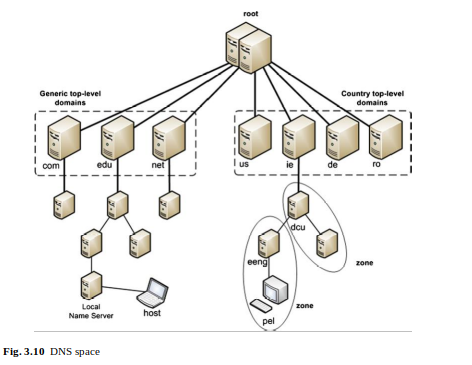 root
Generic top-level
domains
Country top-level
domains
com
edu
net
us
ie
de
ro
dcu
eeng
zone
Local
Name Server
host
zone
pel
Fig. 3.10 DNS space